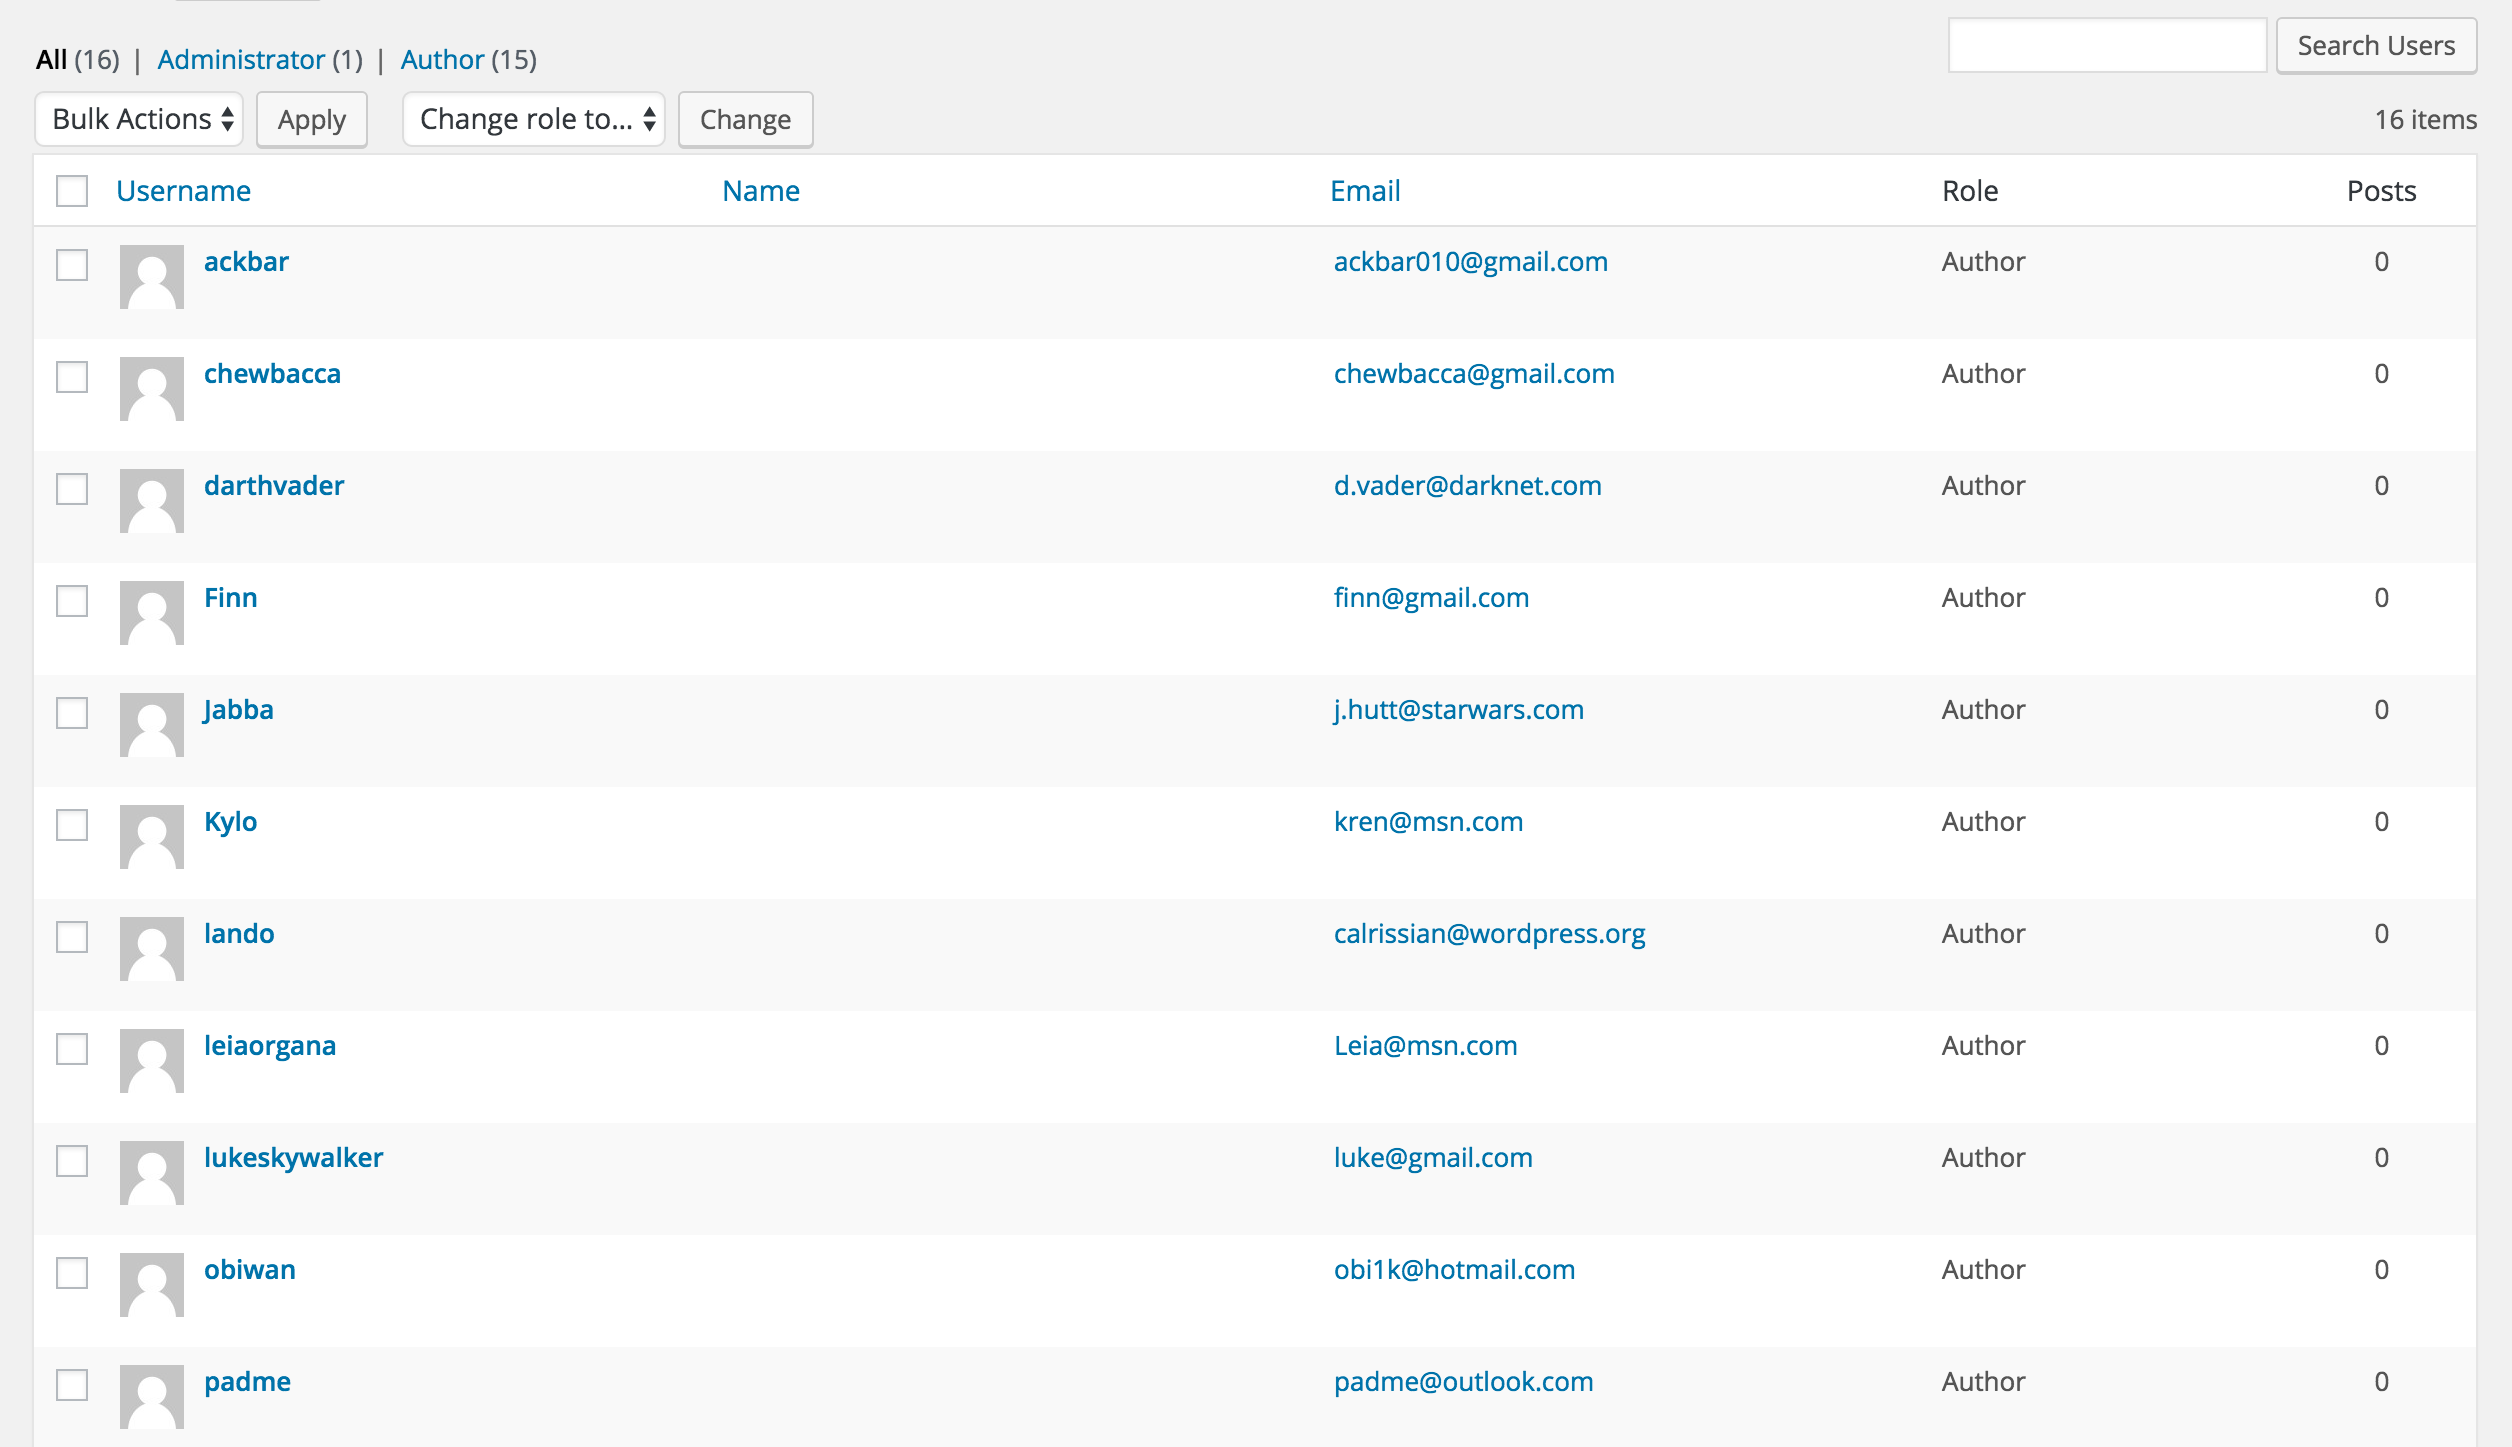 All (16) | Administrator (1) | Author (15)
Search Users
Bulk Actions Apply Change role to... Change 16 items
Username Name Email Role Posts
ackbar ackbar010@gmail.com Author 0
chewbacca chewbacca@gmail.com Author 0
darthvader d.vader@darknet.com Author 0
Finn finn@gmail.com Author 0
Jabba j.hutt@starwars.com Author 0
Kylo kren@msn.com Author 0
lando calrissian@wordpress.org Author 0
leiaorgana Leia@msn.com Author 0
lukeskywalker luke@gmail.com Author 0
obiwan obi1k@hotmail.com Author 0
padme padme@outlook.com Author 0